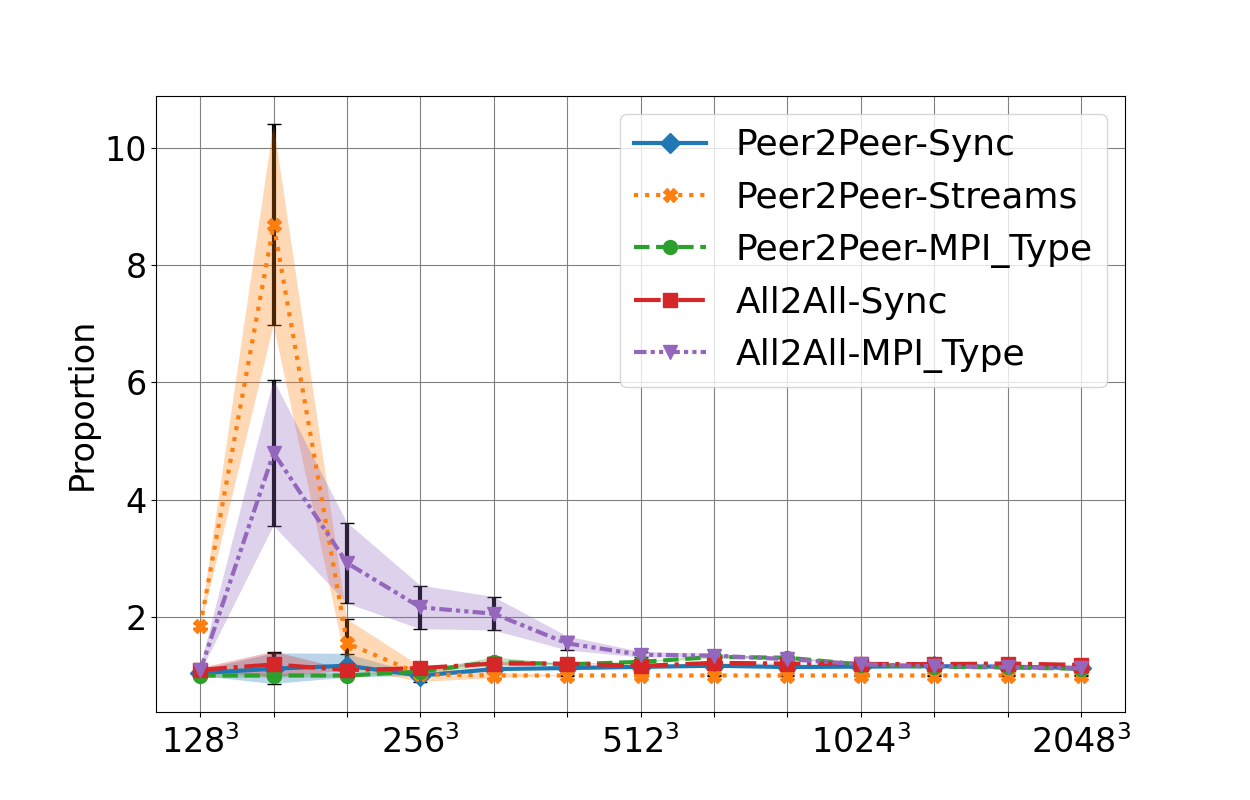 Proportion
10
8
6
4
2
128³
256³
512³
1024³
2048³
Peer2Peer-Sync
Peer2Peer-Streams
Peer2Peer-MPI_Type
All2All-Sync
All2All-MPI_Type